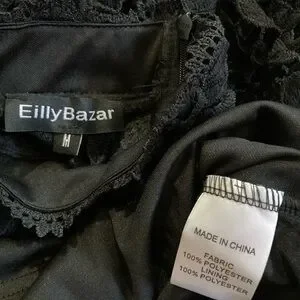 EillyBazar
M
MADE IN CHINA
FABRIC
100% POLYESTER
LINING
100% POLYESTER